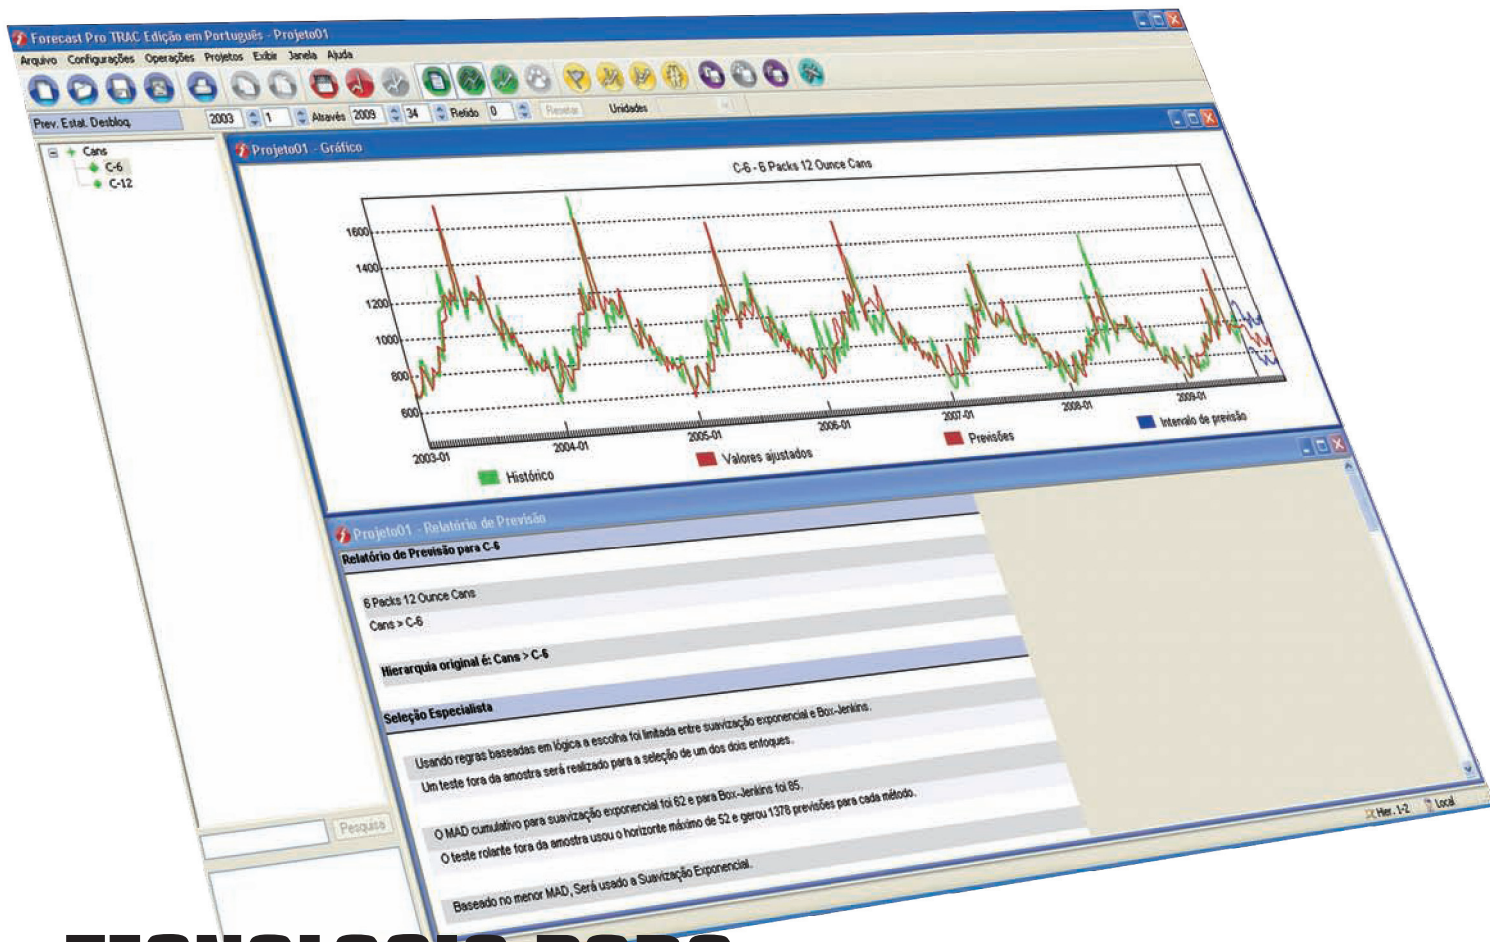 Forecast Pro TRAC Edição em Português - Projeto01
Arquivo Configurações Operações Projetos Exibir Janela Ajuda
Prev. Estat. Desbloq. 2003 1 Através 2009 34 Retido 0 Resetar Unidades
Cans
C-6
C-12
Projeto01 - Gráfico
C-6 - 6 Packs 12 Ounce Cans
1600
1400
1200
1000
800
600
2003-01 2004-01 2005-01 2006-01 2007-01 2008-01 2009-01
Histórico Valores ajustados Previsões Intervalo de previsão
Projeto01 - Relatório de Previsão
Relatório de Previsão para C-6
6 Packs 12 Ounce Cans
Cans > C-6
Hierarquia original é: Cans > C-6
Seleção Especialista
Usando regras baseadas em lógica a escolha foi limitada entre suavização exponencial e Box-Jenkins.
Um teste fora da amostra será realizado para a seleção de um dos dois enfoques.
O MAD cumulativo para suavização exponencial foi 62 e para Box-Jenkins foi 85.
O teste rolante fora da amostra usou o horizonte máximo de 52 e gerou 1378 previsões para cada método.
Baseado no menor MAD, Será usado a Suavização Exponencial.
Pesquisa
Hier. 1-2 Local